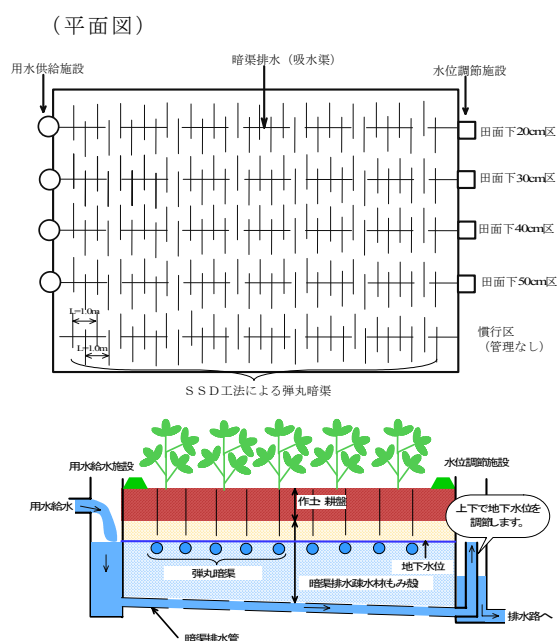 (平面図)
用水供給施設
暗渠排水（吸水渠）
水位調節施設
田面下20cm区
田面下30cm区
田面下40cm区
田面下50cm区
慣行区
（管理なし）
L=1.0m
L=1.0m
ＳＳＤ工法による弾丸暗渠
用水給水施設
水位調節施設
用水給水
作土 耕盤
上下で地下水位を
調節します。
弾丸暗渠
地下水位
暗渠排水疎水材(もみ殻)
排水路へ
暗渠排水管